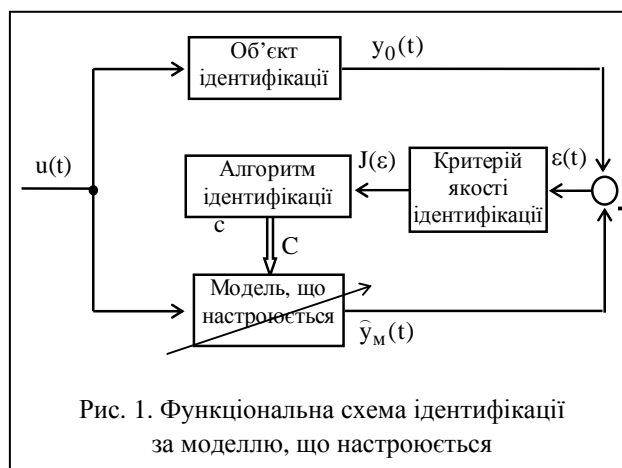 Об’єкт
ідентифікації
y₀(t)
u(t)
Алгоритм
ідентифікації
с
J(ε)
Критерій
якості
ідентифікації
ε(t)
-
C
Модель, що
настроюється
ŷм(t)
Рис. 1. Функціональна схема ідентифікації
за моделлю, що настроюється